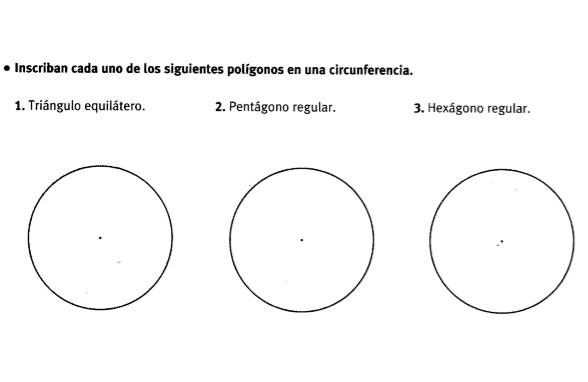 • Inscriban cada uno de los siguientes polígonos en una circunferencia.
1. Triángulo equilátero.
2. Pentágono regular.
3. Hexágono regular.